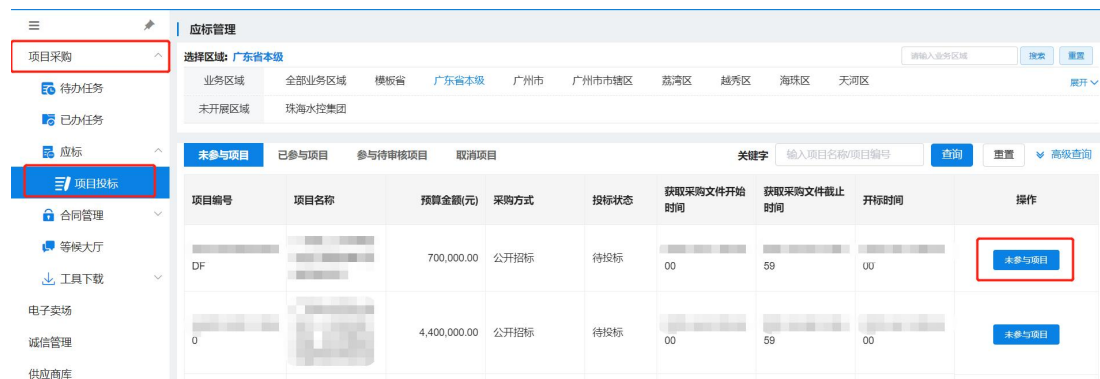 应标管理
项目采购
选择区域: 广东省本级
请输入业务区域
搜索
重置
业务区域 全部业务区域 模板省 广东省本级 广州市 广州市市辖区 荔湾区 越秀区 海珠区 天河区
展开
待办任务
未开展区域 珠海水控集团
已办任务
应标
未参与项目 已参与项目 参与待审核项目 取消项目
关键字 输入项目名称/项目编号 查询 重置 高级查询
项目投标
项目编号 项目名称 预算金额(元) 采购方式 投标状态 获取采购文件开始时间 获取采购文件截止时间 开标时间 操作
合同管理
等候大厅
DF 700,000.00 公开招标 待投标 00 59 00 未参与项目
工具下载
电子卖场
0 4,400,000.00 公开招标 待投标 00 59 00 未参与项目
诚信管理
供应商库